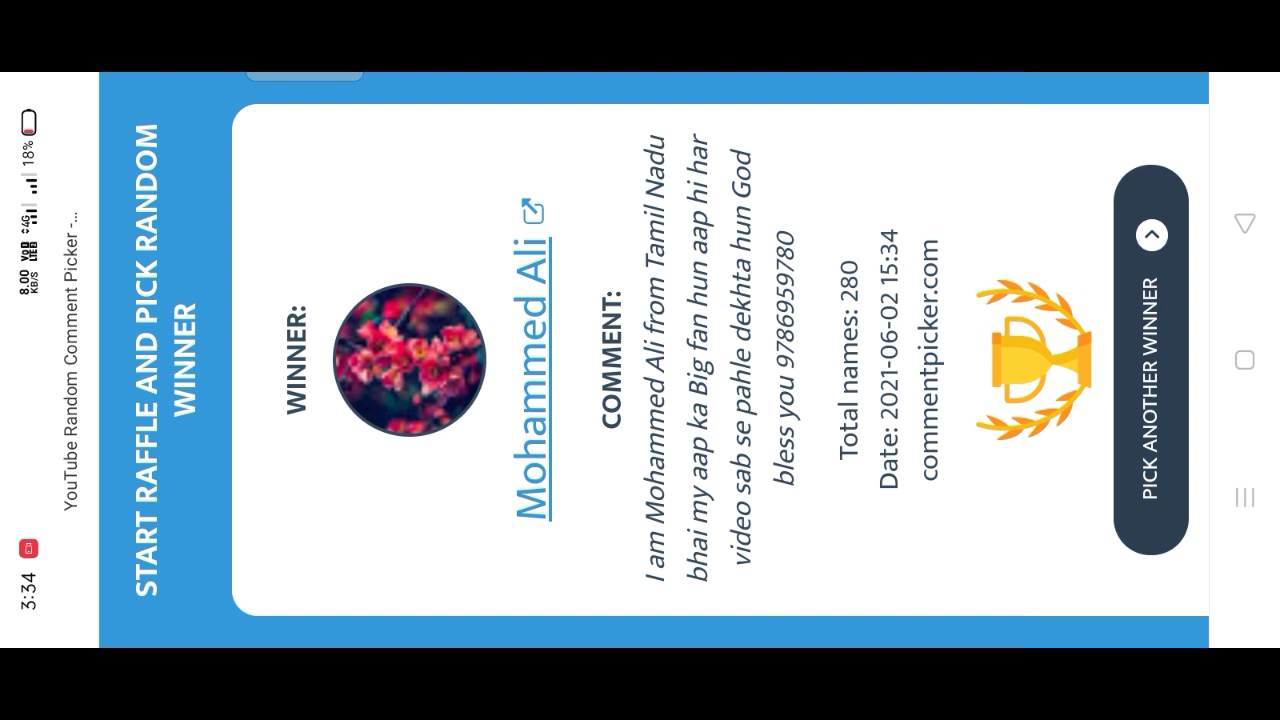 3:34
8.00 KB/S
4G
18%
YouTube Random Comment Picker -...
START RAFFLE AND PICK RANDOM
WINNER
WINNER:
Mohammed Ali
COMMENT:
I am Mohammed Ali from Tamil Nadu
bhai my aap ka Big fan hun aap hi har
video sab se pahle dekhta hun God
bless you 9786959780
Total names: 280
Date: 2021-06-02 15:34
commentpicker.com
PICK ANOTHER WINNER